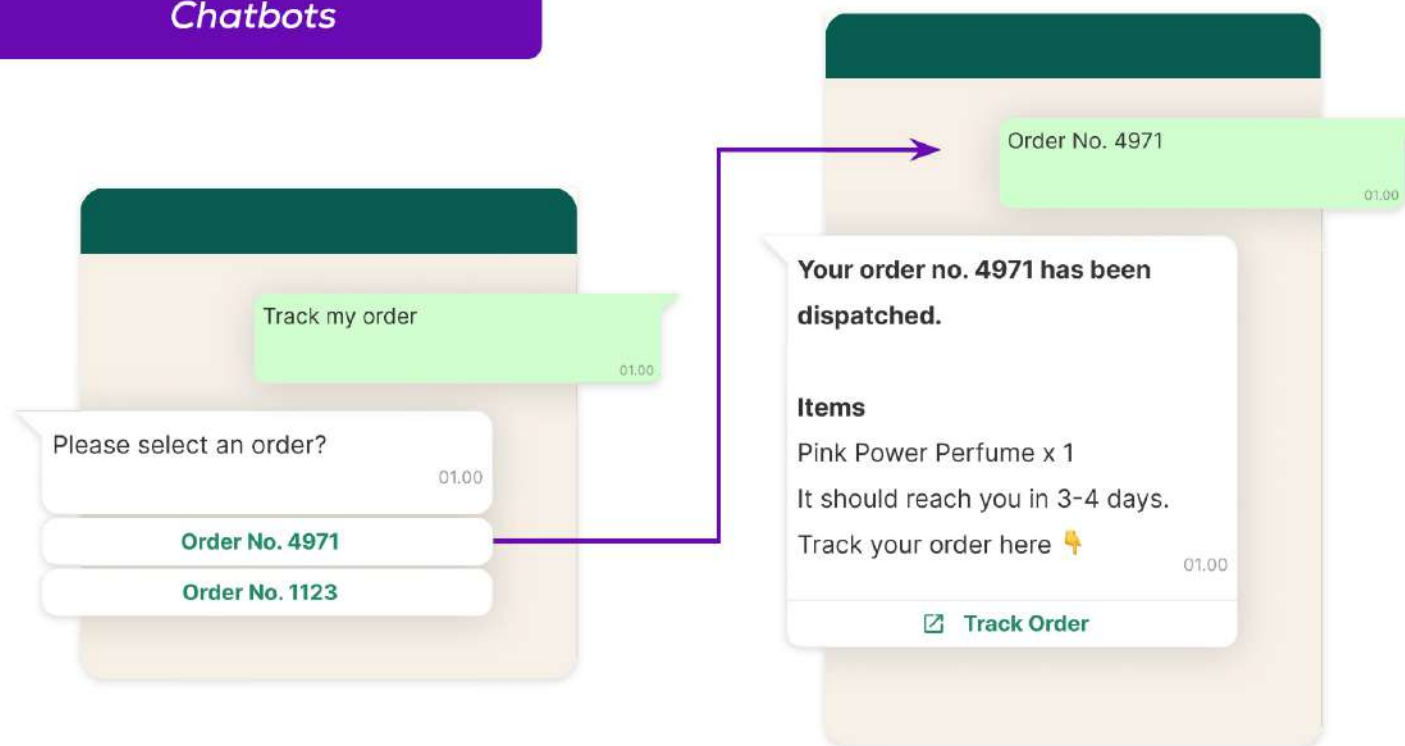 Chatbots
Track my order
01.00
Please select an order?
01.00
Order No. 4971
Order No. 1123
Order No. 4971
01.00
Your order no. 4971 has been
dispatched.
Items
Pink Power Perfume x 1
It should reach you in 3-4 days.
Track your order here 👇
01.00
Track Order